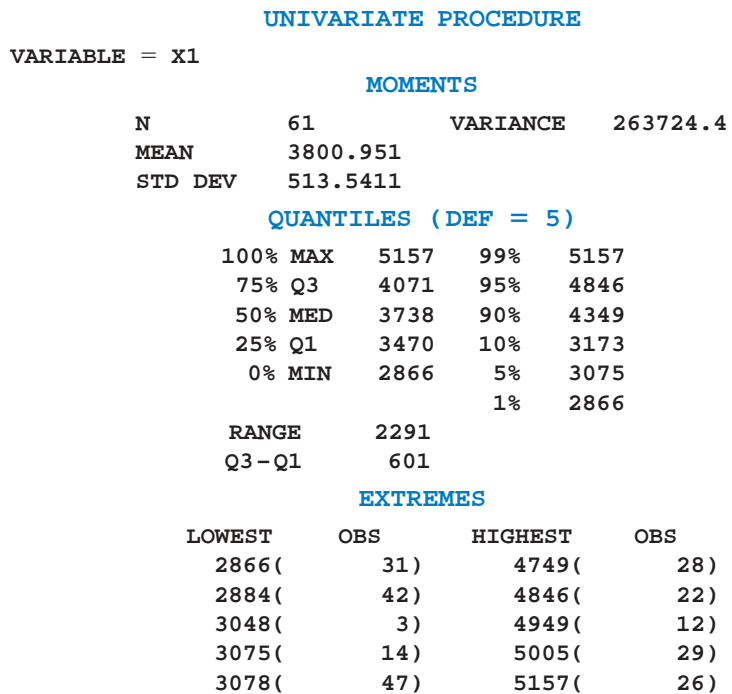 UNIVARIATE PROCEDURE
VARIABLE = X1
MOMENTS
N 61 VARIANCE 263724.4
MEAN 3800.951
STD DEV 513.5411
QUANTILES (DEF = 5)
100% MAX 5157 99% 5157
75% Q3 4071 95% 4846
50% MED 3738 90% 4349
25% Q1 3470 10% 3173
0% MIN 2866 5% 3075
1% 2866
RANGE 2291
Q3–Q1 601
EXTREMES
LOWEST OBS HIGHEST OBS
2866( 31) 4749( 28)
2884( 42) 4846( 22)
3048( 3) 4949( 12)
3075( 14) 5005( 29)
3078( 47) 5157( 26)